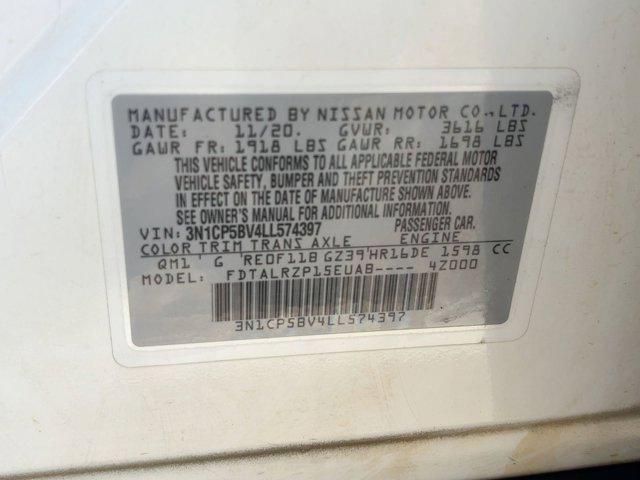 MANUFACTURED BY NISSAN MOTOR CO., LTD.
DATE: 11/20. GVWR: 3616 LBS
GAWR FR: 1918 LBS GAWR RR: 1698 LBS
THIS VEHICLE CONFORMS TO ALL APPLICABLE FEDERAL MOTOR
VEHICLE SAFETY, BUMPER AND THEFT PREVENTION STANDARDS
IN EFFECT ON THE DATE OF MANUFACTURE SHOWN ABOVE.
SEE OWNER'S MANUAL FOR ADDITIONAL INFORMATION.
VIN: 3N1CP5BV4LL574397 PASSENGER CAR.
COLOR TRIM TRANS AXLE ENGINE
QM1 ' G 'RE0F11B GZ39'HR16DE 1598 CC
MODEL: FDTALRZP15EUAB---- 4Z000
3N1CP5BV4LL574397